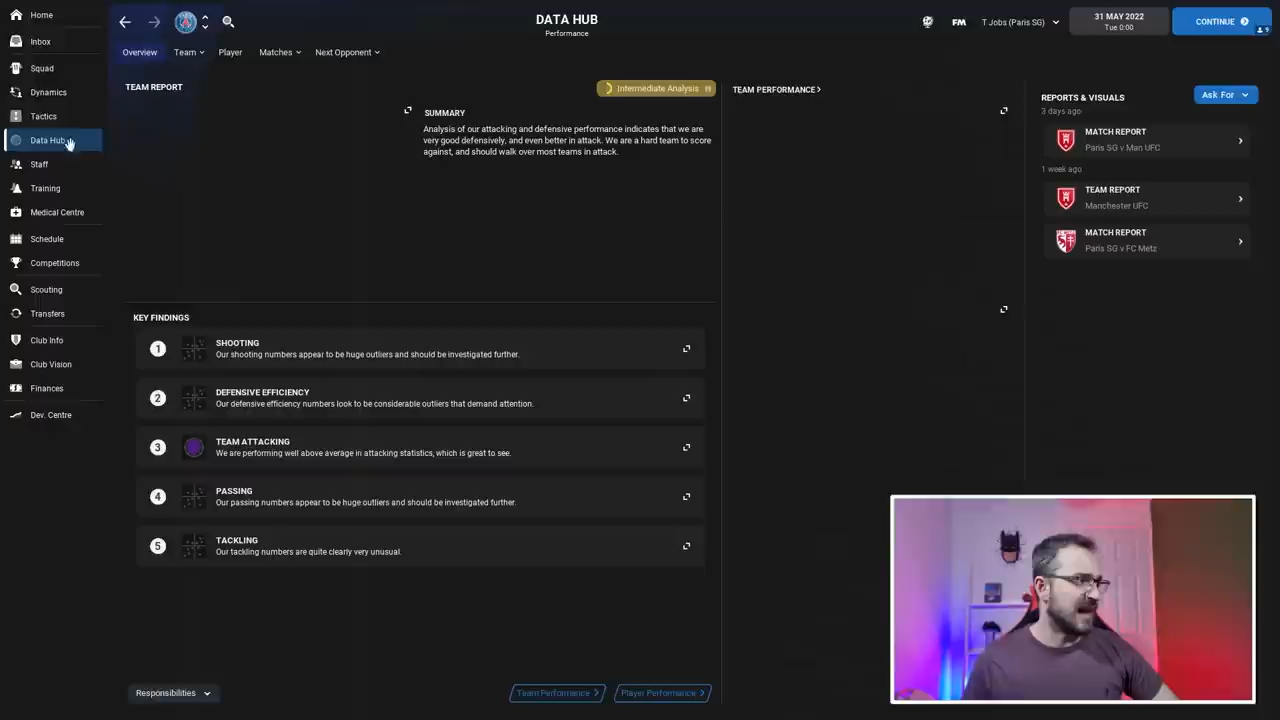 Home
Inbox
Squad
Dynamics
Tactics
Data Hub
Staff
Training
Medical Centre
Schedule
Competitions
Scouting
Transfers
Club Info
Club Vision
Finances
Dev. Centre
DATA HUB
Performance
FM
T Jobs (Paris SG)
31 MAY 2022
Tue 0:00
CONTINUE
9
Overview
Team
Player
Matches
Next Opponent
TEAM REPORT
Intermediate Analysis
SUMMARY
Analysis of our attacking and defensive performance indicates that we are
very good defensively, and even better in attack. We are a hard team to score
against, and should walk over most teams in attack.
KEY FINDINGS
1
SHOOTING
Our shooting numbers appear to be huge outliers and should be investigated further.
2
DEFENSIVE EFFICIENCY
Our defensive efficiency numbers look to be considerable outliers that demand attention.
3
TEAM ATTACKING
We are performing well above average in attacking statistics, which is great to see.
4
PASSING
Our passing numbers appear to be huge outliers and should be investigated further.
5
TACKLING
Our tackling numbers are quite clearly very unusual.
Responsibilities
Team Performance
Player Performance
TEAM PERFORMANCE
REPORTS & VISUALS
Ask For
3 days ago
MATCH REPORT
Paris SG v Man UFC
1 week ago
TEAM REPORT
Manchester UFC
MATCH REPORT
Paris SG v FC Metz